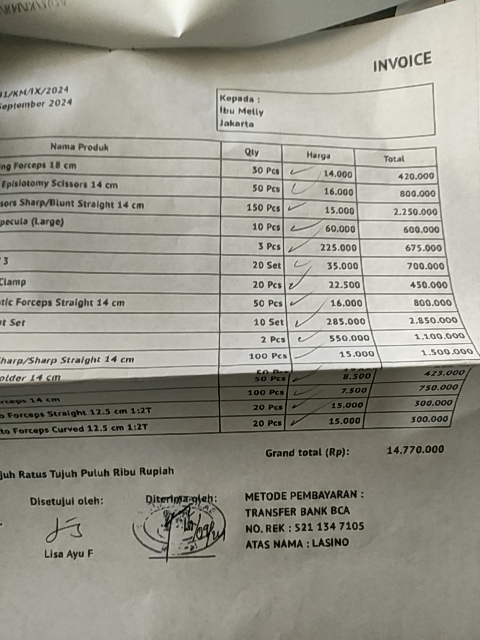 INVOICE
1/KM/IX/2024
September 2024
Kepada :
Ibu Melly
Jakarta
Nama Produk Qty Harga Total
ng Forceps 18 cm 30 Pcs 14.000 420.000
Episiotomy Scissors 14 cm 50 Pcs 16.000 800.000
sors Sharp/Blunt Straight 14 cm 150 Pcs 15.000 2.250.000
pecula (Large) 10 Pcs 60.000 600.000
3 Pcs 225.000 675.000
3 20 Set 35.000 700.000
Clamp 20 Pcs 22.500 450.000
tic Forceps Straight 14 cm 50 Pcs 16.000 800.000
t Set 10 Set 285.000 2.850.000
2 Pcs 550.000 1.100.000
harp/Sharp Straight 14 cm 100 Pcs 15.000 1.500.000
older 14 cm 50 Pcs 8.500 425.000
rceps 14 cm 100 Pcs 7.500 750.000
o Forceps Straight 12.5 cm 1:2T 20 Pcs 15.000 300.000
to Forceps Curved 12.5 cm 1:2T 20 Pcs 15.000 300.000
Grand total (Rp): 14.770.000
juh Ratus Tujuh Puluh Ribu Rupiah
Disetujui oleh:
Lisa Ayu F
Diterima oleh:
METODE PEMBAYARAN :
TRANSFER BANK BCA
NO. REK : 521 134 7105
ATAS NAMA : LASINO